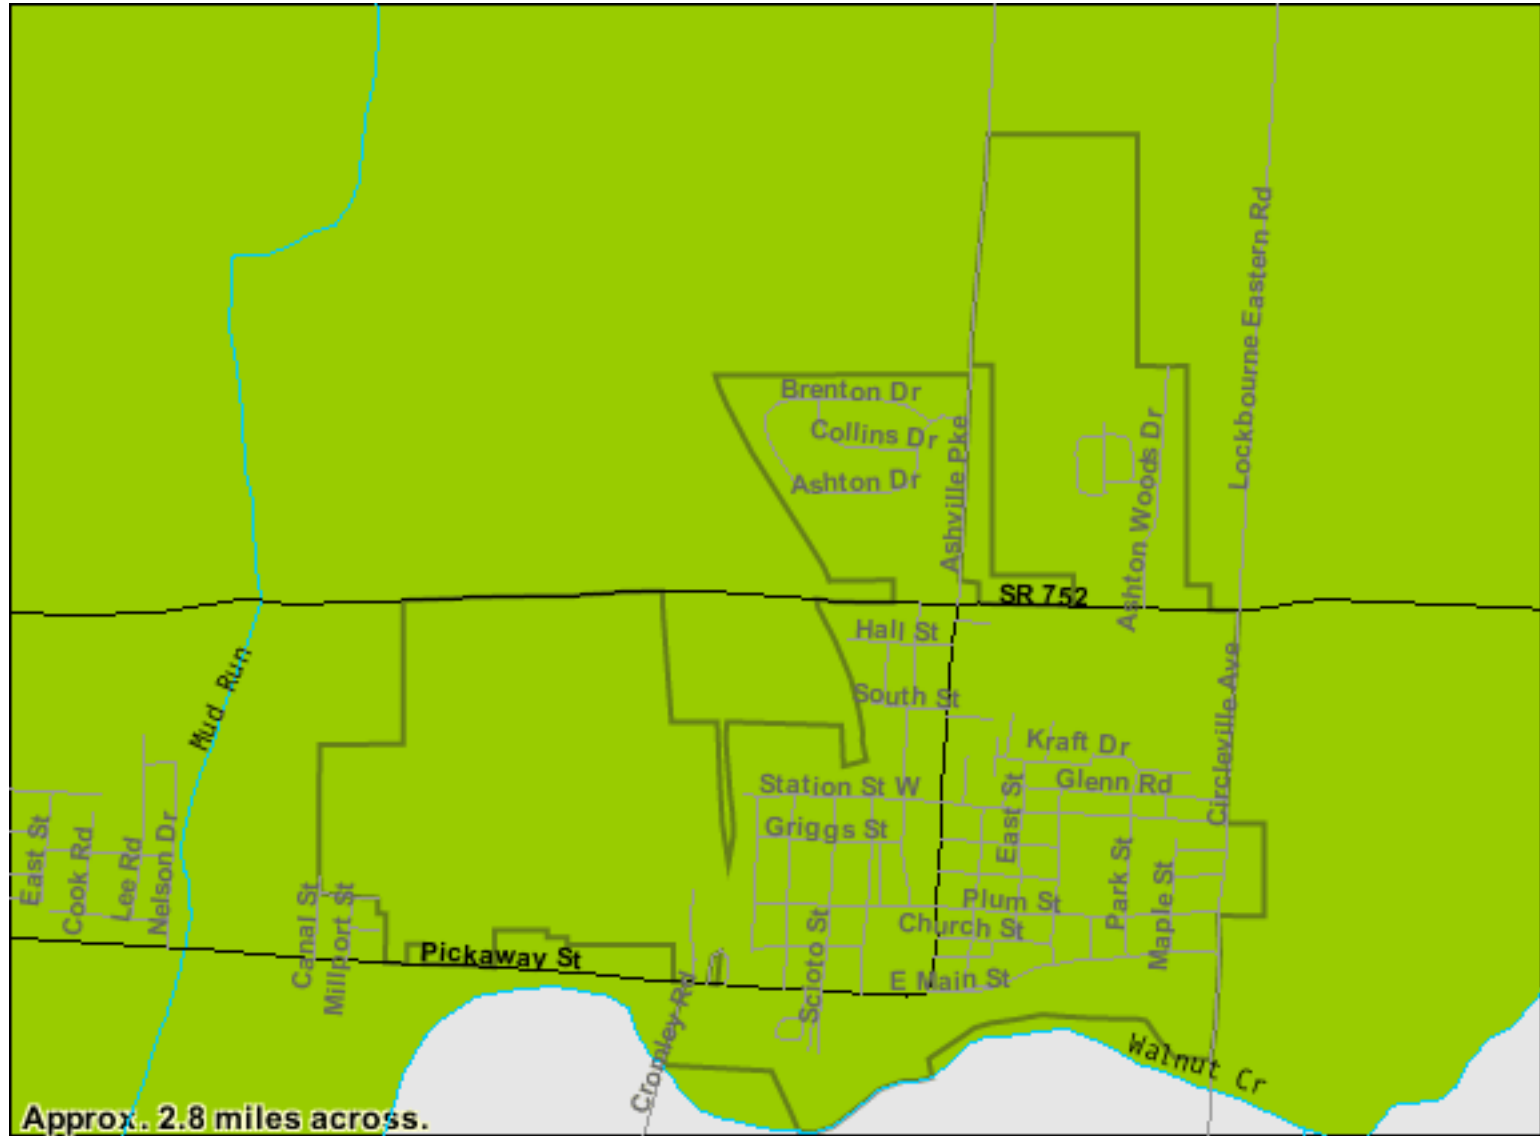 Lockbourne Eastern Rd
Brenton Dr
Collins Dr
Ashton Dr
Ashville Pke
Ashton Woods Dr
SR 752
Hall St
South St
Mud Run
Circleville Ave
Kraft Dr
Station St W
Glenn Rd
Griggs St
East St
East St
Cook Rd
Lee Rd
Nelson Dr
Canal St
Millport St
Plum St
Park St
Maple St
Church St
Pickaway St
Scioto St
E Main St
Cromley Rd
Walnut Cr
Approx. 2.8 miles across.